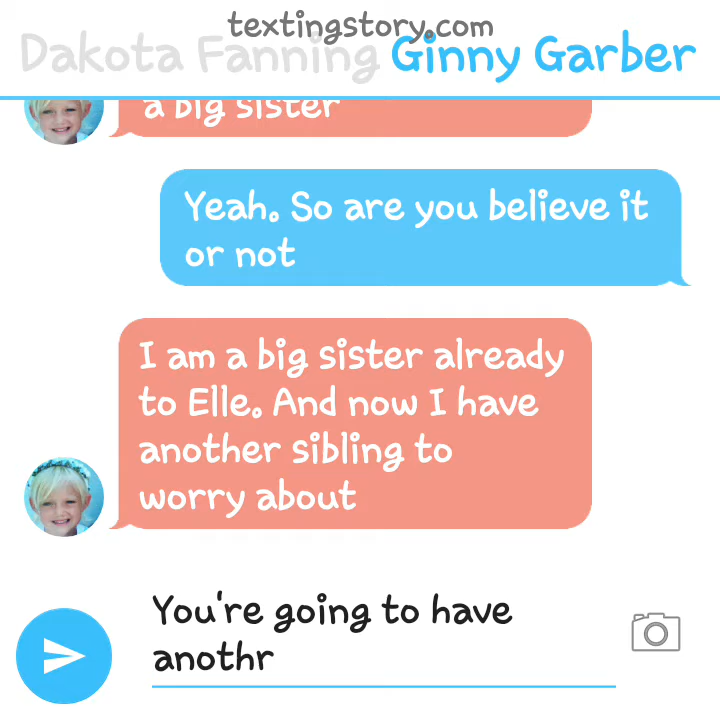 textingstory.com
Dakota Fanning Ginny Garber
a big sister
Yeah. So are you believe it
or not
I am a big sister already
to Elle. And now I have
another sibling to
worry about
You're going to have
anothr